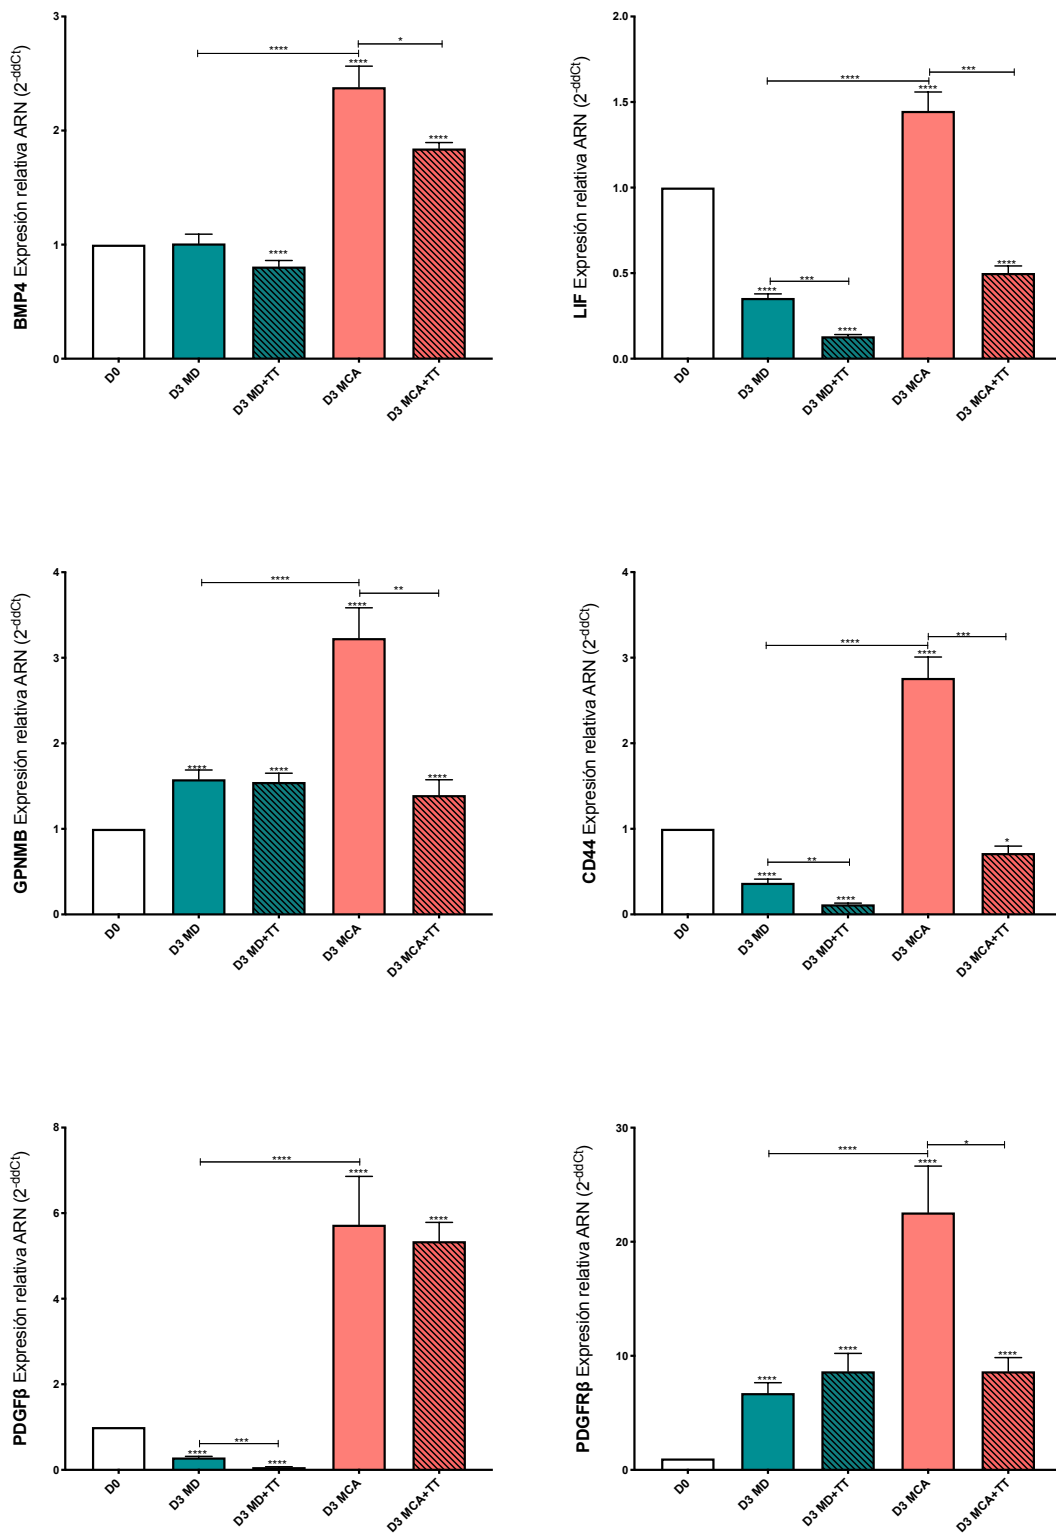 BMP4 Expresión relativa ARN (2-ddCt)
3
2
1
0
****
*
****
****
****
D0
D3 MD
D3 MD+TT
D3 MCA
D3 MCA+TT
LIF Expresión relativa ARN (2-ddCt)
2.0
1.5
1.0
0.5
0.0
****
***
****
***
****
****
****
D0
D3 MD
D3 MD+TT
D3 MCA
D3 MCA+TT
GPNMB Expresión relativa ARN (2-ddCt)
4
3
2
1
0
****
**
****
****
****
****
D0
D3 MD
D3 MD+TT
D3 MCA
D3 MCA+TT
CD44 Expresión relativa ARN (2-ddCt)
4
3
2
1
0
****
***
****
**
****
****
*
D0
D3 MD
D3 MD+TT
D3 MCA
D3 MCA+TT
PDGFβ Expresión relativa ARN (2-ddCt)
8
6
4
2
0
****
****
****
***
****
****
D0
D3 MD
D3 MD+TT
D3 MCA
D3 MCA+TT
PDGFRβ Expresión relativa ARN (2-ddCt)
30
20
10
0
****
*
****
****
****
****
D0
D3 MD
D3 MD+TT
D3 MCA
D3 MCA+TT